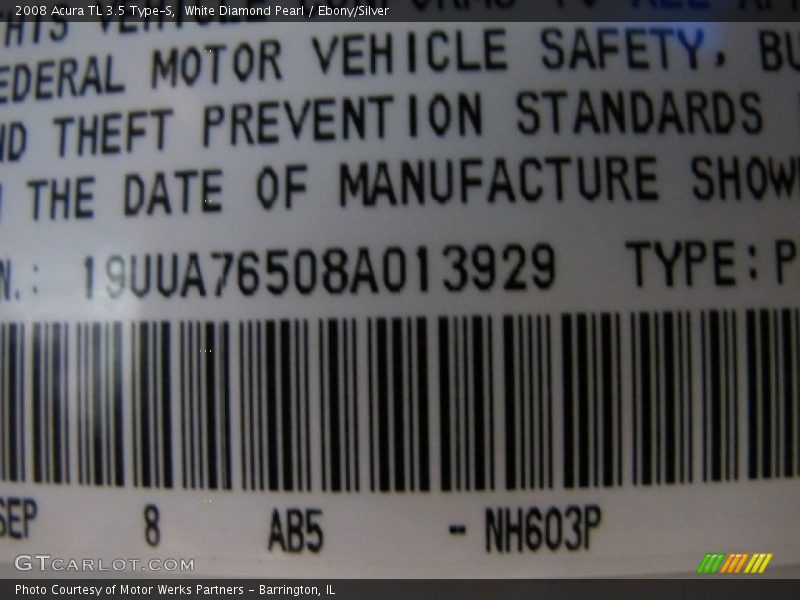 2008 Acura TL 3.5 Type-S, White Diamond Pearl / Ebony/Silver
EDERAL MOTOR VEHICLE SAFETY, BU
ND THEFT PREVENTION STANDARDS
THE DATE OF MANUFACTURE SHOW
N.: 19UUA76508A013929 TYPE: P
SEP 8 AB5 - NH603P
GTCARLOT.COM
Photo Courtesy of Motor Werks Partners - Barrington, IL